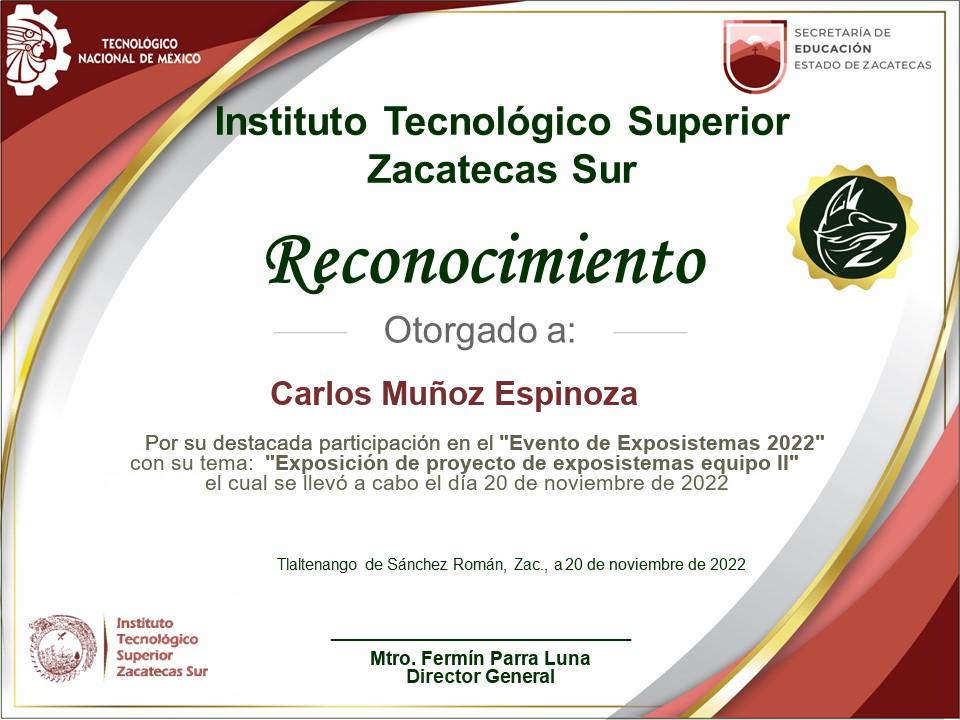 TECNOLÓGICO
NACIONAL DE MÉXICO
SECRETARÍA DE
EDUCACIÓN
ESTADO DE ZACATECAS
Instituto Tecnológico Superior
Zacatecas Sur
Reconocimiento
Otorgado a:
Carlos Muñoz Espinoza
Por su destacada participación en el "Evento de Exposistemas 2022"
con su tema: "Exposición de proyecto de exposistemas equipo II"
el cual se llevó a cabo el día 20 de noviembre de 2022
Tlaltenango de Sánchez Román, Zac., a 20 de noviembre de 2022
Instituto
Tecnológico
Superior
Zacatecas Sur
Mtro. Fermín Parra Luna
Director General